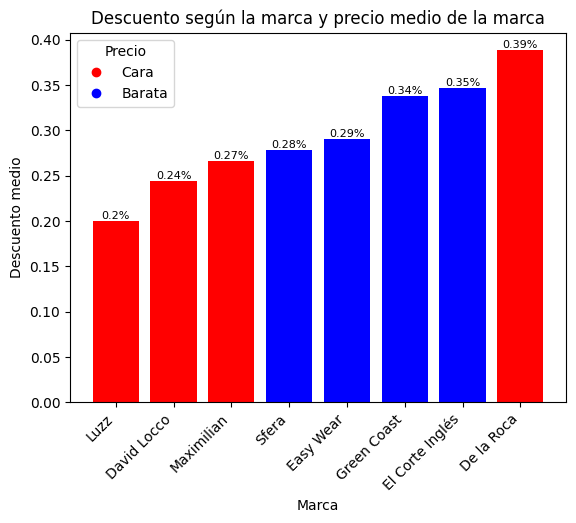 Descuento según la marca y precio medio de la marca
Precio
Cara
Barata
0.40
0.35
0.30
0.25
0.20
0.15
0.10
0.05
0.00
Descuento medio
0.2%
0.24%
0.27%
0.28%
0.29%
0.34%
0.35%
0.39%
Luzz
David Locco
Maximilian
Sfera
Easy Wear
Green Coast
El Corte Inglés
De la Roca
Marca